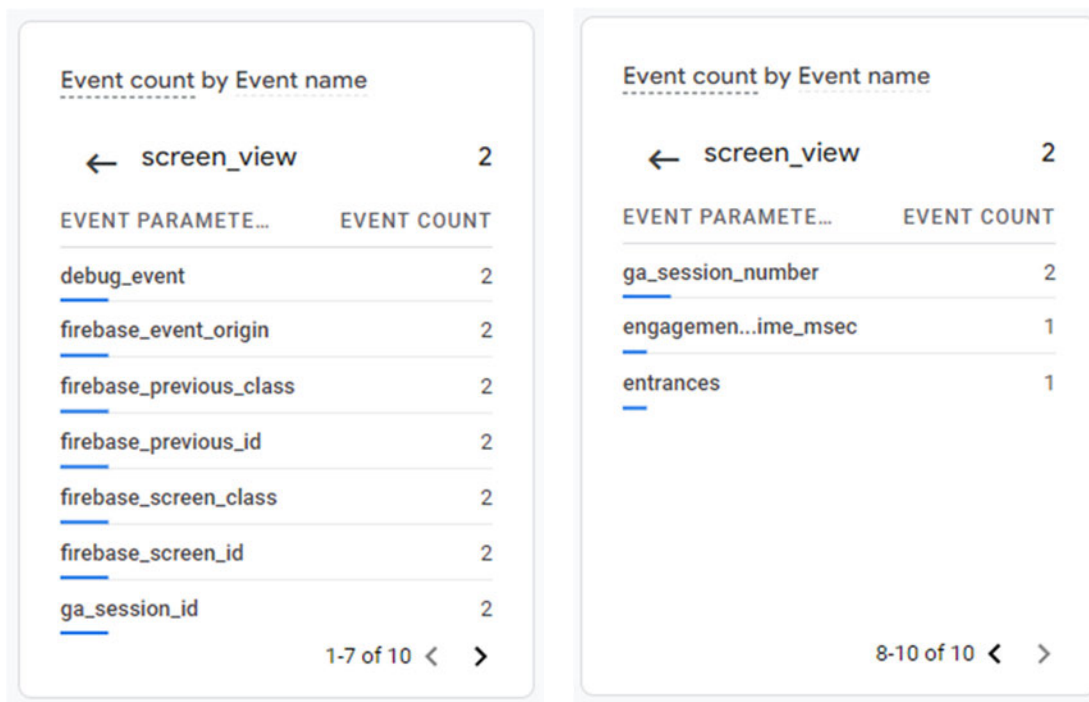 Event count by Event name
← screen_view 2
EVENT PARAMETE... EVENT COUNT
debug_event 2
firebase_event_origin 2
firebase_previous_class 2
firebase_previous_id 2
firebase_screen_class 2
firebase_screen_id 2
ga_session_id 2
1-7 of 10
Event count by Event name
← screen_view 2
EVENT PARAMETE... EVENT COUNT
ga_session_number 2
engagemen...ime_msec 1
entrances 1
8-10 of 10